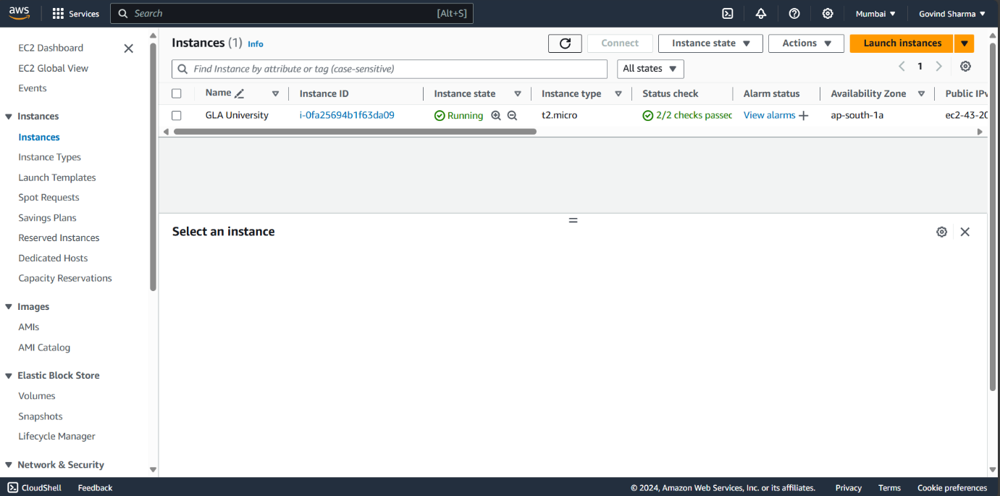 aws Services Search [Alt+S] Mumbai Govind Sharma
EC2 Dashboard
EC2 Global View
Events
Instances
Instances
Instance Types
Launch Templates
Spot Requests
Savings Plans
Reserved Instances
Dedicated Hosts
Capacity Reservations
Images
AMIs
AMI Catalog
Elastic Block Store
Volumes
Snapshots
Lifecycle Manager
Network & Security
Instances (1) Info Connect Instance state Actions Launch instances
Find Instance by attribute or tag (case-sensitive) All states 1
Name Instance ID Instance state Instance type Status check Alarm status Availability Zone Public IPv
GLA University i-0fa25694b1f63da09 Running t2.micro 2/2 checks passed View alarms ap-south-1a ec2-43-20
Select an instance
CloudShell Feedback © 2024, Amazon Web Services, Inc. or its affiliates. Privacy Terms Cookie preferences